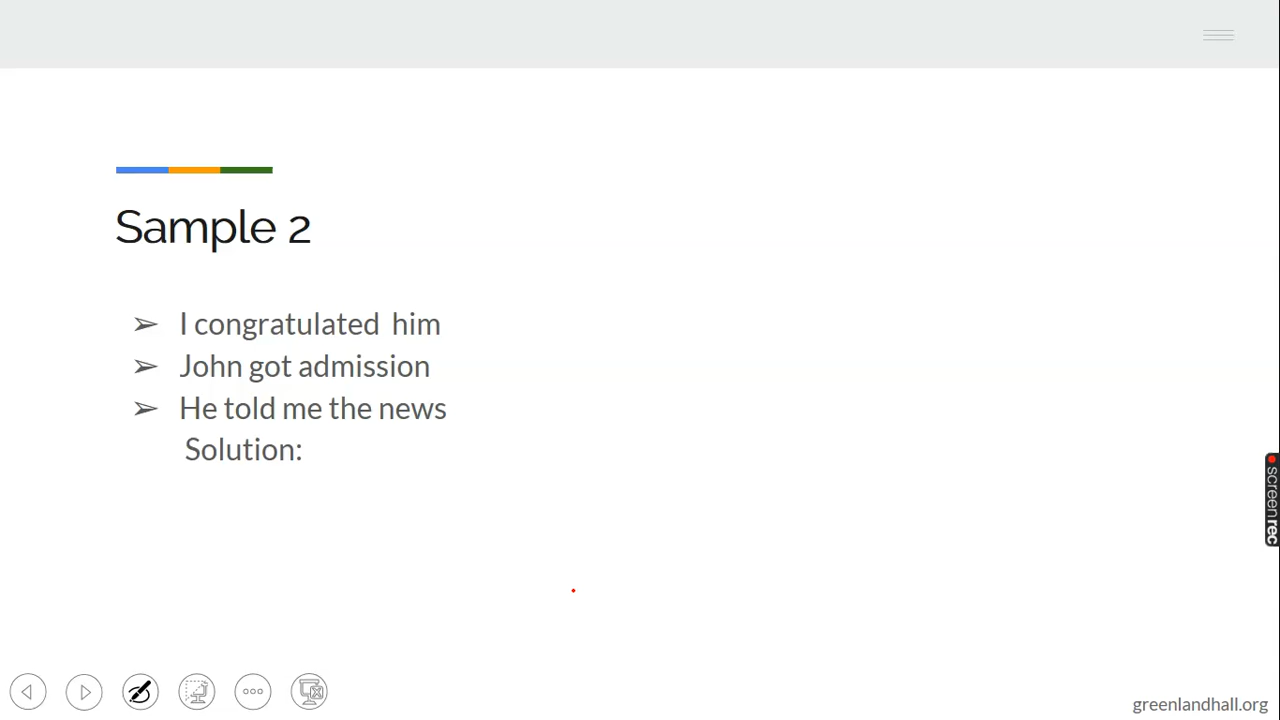 Sample 2
➢ I congratulated him
➢ John got admission
➢ He told me the news
Solution:
screenrec
greenlandhall.org